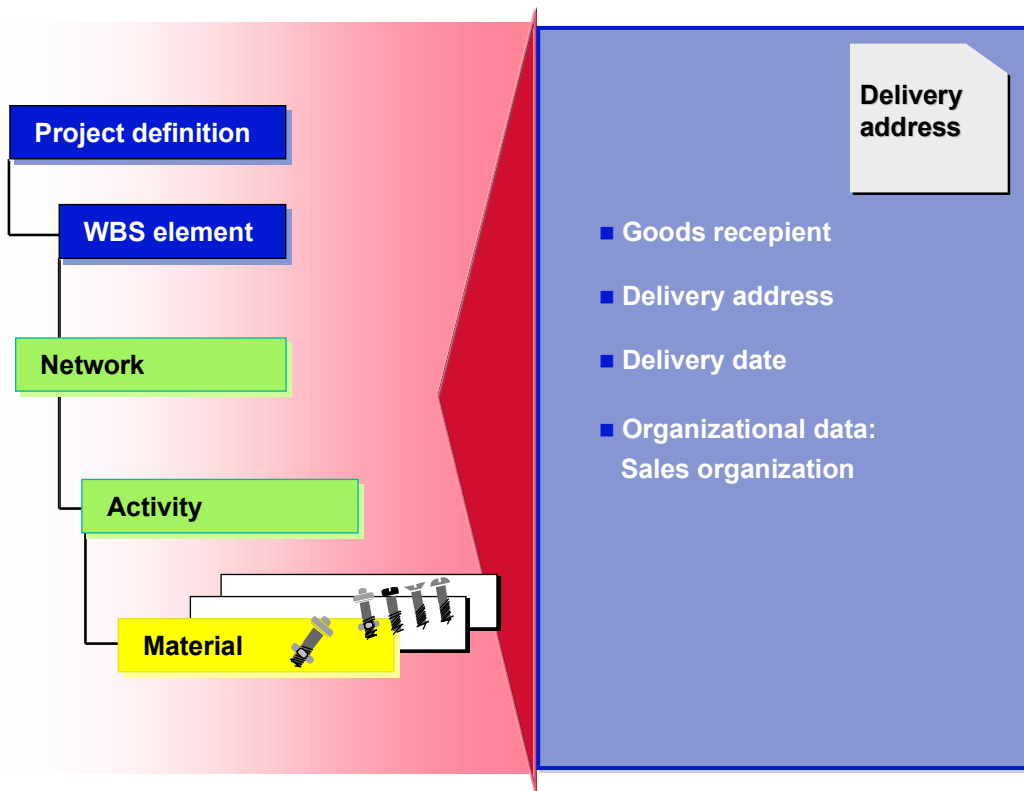 Project definition
WBS element
Network
Activity
Material
Delivery
address
Goods recepient
Delivery address
Delivery date
Organizational data:
Sales organization